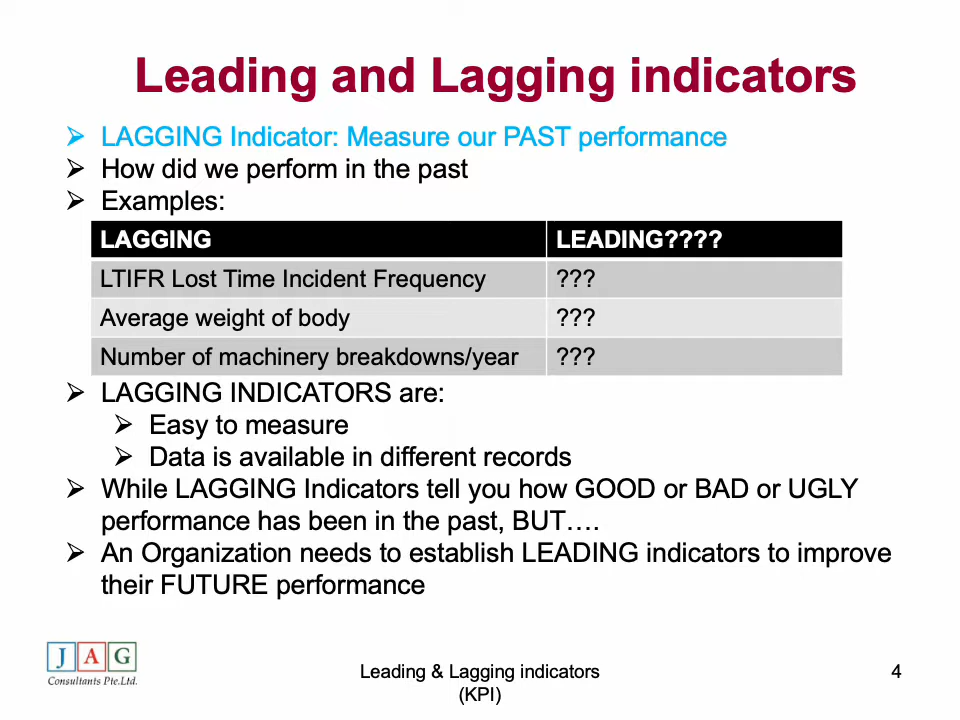 Leading and Lagging indicators
➢ LAGGING Indicator: Measure our PAST performance
➢ How did we perform in the past
➢ Examples:
LAGGING LEADING????
LTIFR Lost Time Incident Frequency ???
Average weight of body ???
Number of machinery breakdowns/year ???
➢ LAGGING INDICATORS are:
➢ Easy to measure
➢ Data is available in different records
➢ While LAGGING Indicators tell you how GOOD or BAD or UGLY
performance has been in the past, BUT….
➢ An Organization needs to establish LEADING indicators to improve
their FUTURE performance
J A G
Consultants Pte.Ltd.
Leading & Lagging indicators
(KPI)
4